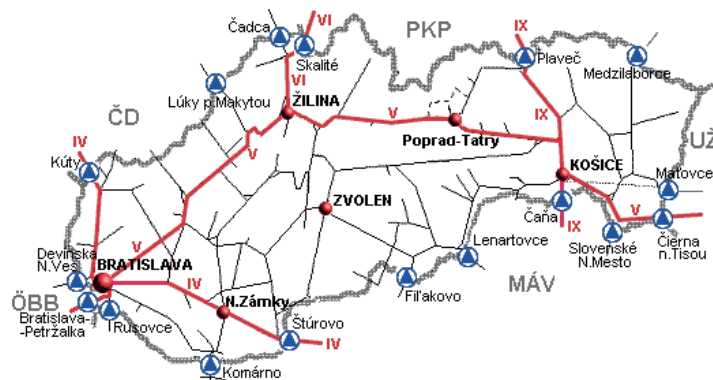 VI
IX
Čadca
PKP
Skalité
Plaveč
Medzilaborce
VI
Lúky p.Makytou
ŽILINA
ČD
V
IX
UŽ
IV
V
Poprad-Tatry
Kúty
KOŠICE
Maťovce
ZVOLEN
Čaňa
V
IX
Čierna
n.Tisou
V
Slovenské
N.Mesto
Devínska
N.Ves
Lenartovce
BRATISLAVA
IV
MÁV
Fiľakovo
ÖBB
N.Zámky
Bratislava-
-Petržalka
Rusovce
Štúrovo
IV
Komárno